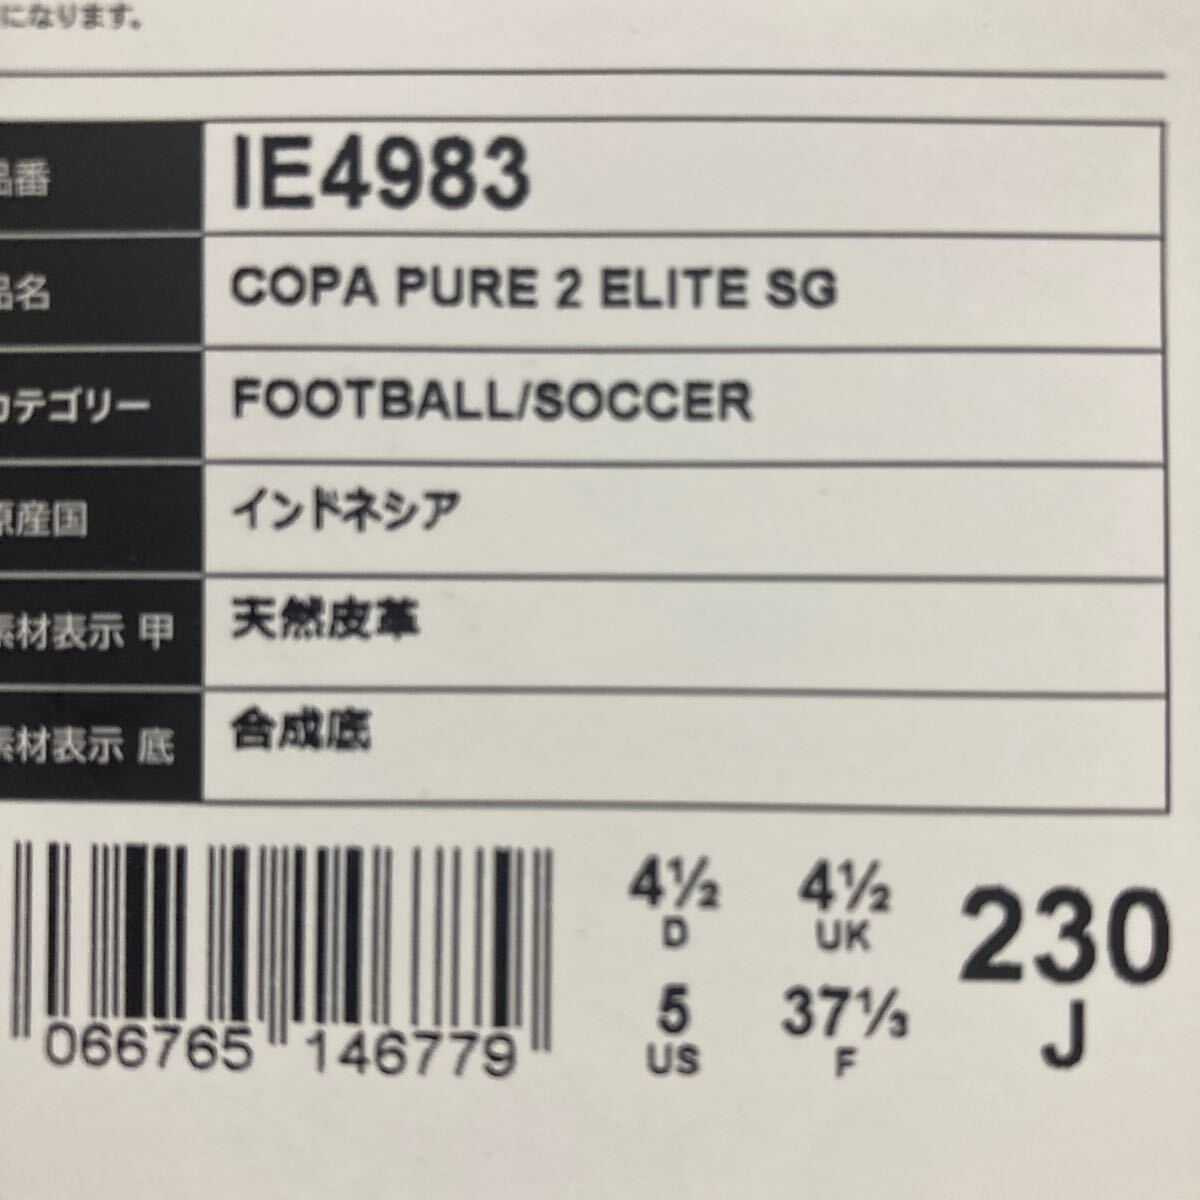 になります。
品番 IE4983
品名 COPA PURE 2 ELITE SG
カテゴリー FOOTBALL/SOCCER
原産国 インドネシア
素材表示 甲 天然皮革
素材表示 底 合成底
4½ 4½ 230
D UK J
5 37⅓
US F
066765 146779